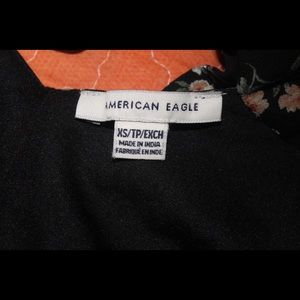 AMERICAN EAGLE
XS/TP/EXCH
MADE IN INDIA
FABRIQUÉ EN INDE